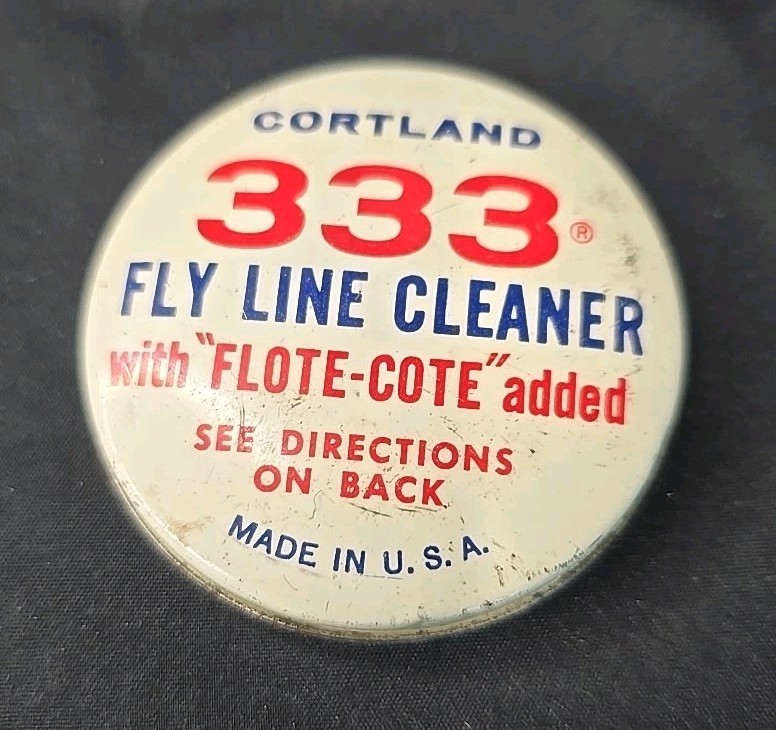 CORTLAND
333®
FLY LINE CLEANER
with "FLOTE-COTE" added
SEE DIRECTIONS
ON BACK
MADE IN U.S.A.